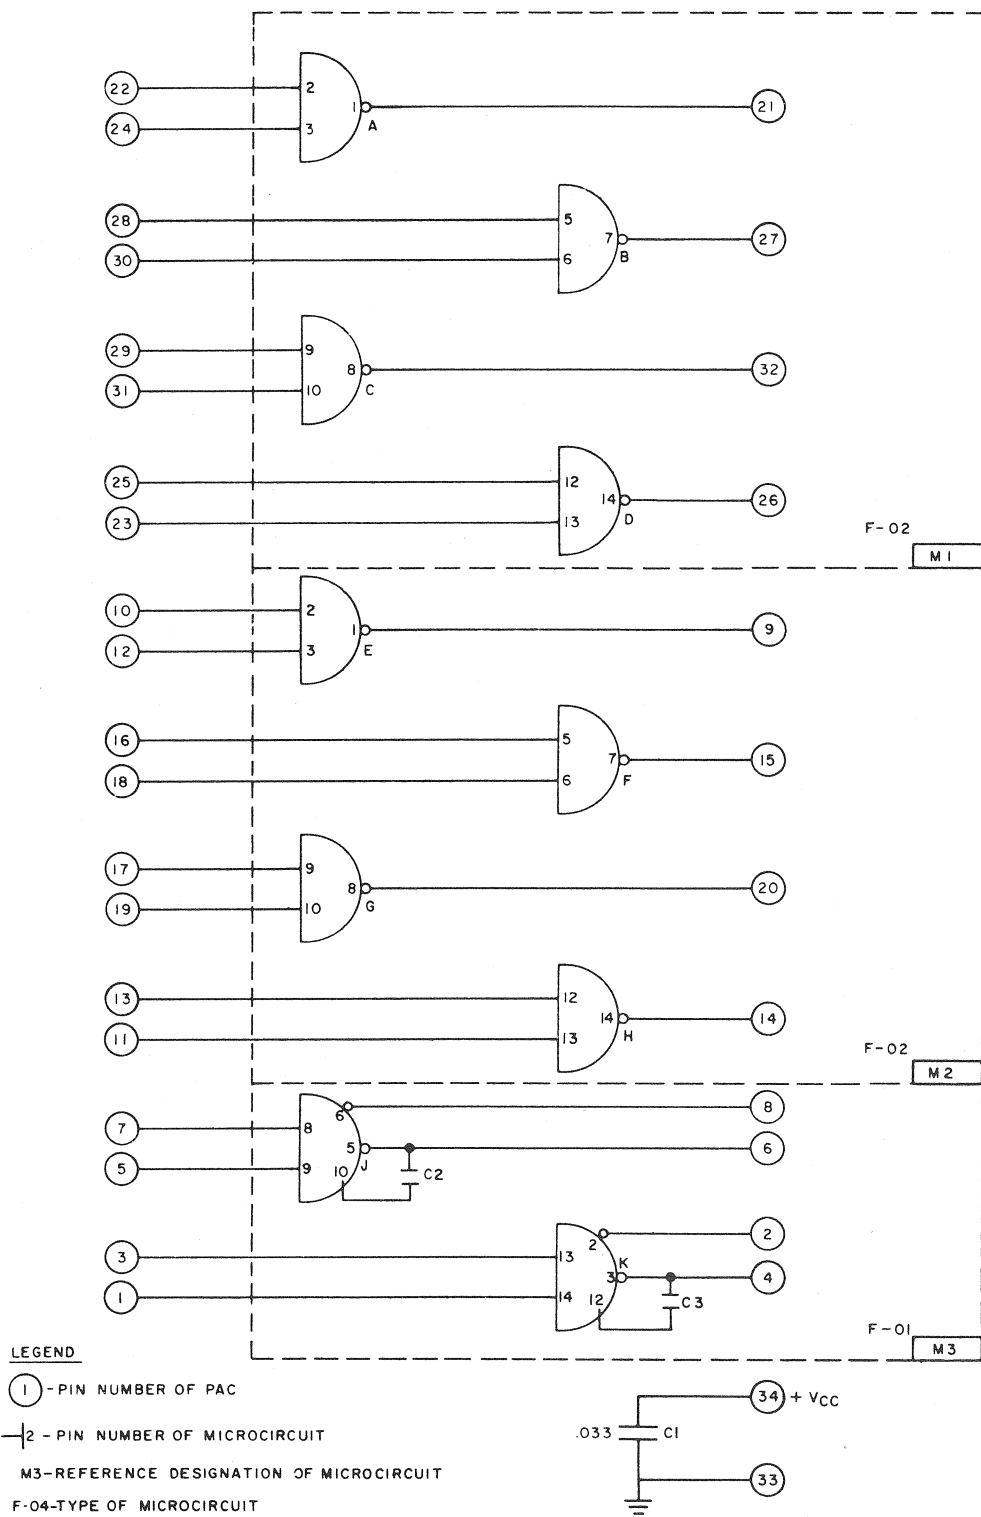 22 2 1 21
24 3 A
28 5 7 27
30 6 B
29 9 8 32
31 10 C
25 12 14 26
23 13 D
F-02
M1
10 2 1 9
12 3 E
16 5 7 15
18 6 F
17 9 8 20
19 10 G
13 12 14 14
11 13 H
F-02
M2
6 8
7 8
5 J 6
5 9 10 C2
2 2
3 13 K
3 4
1 14 12 C3
F-01
M3
LEGEND
1 -PIN NUMBER OF PAC
2 - PIN NUMBER OF MICROCIRCUIT
M3-REFERENCE DESIGNATION OF MICROCIRCUIT
F-04-TYPE OF MICROCIRCUIT
34 + VCC
.033 C1
33